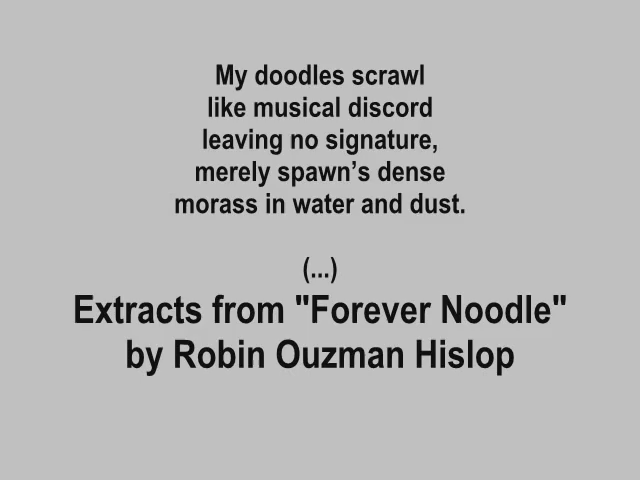 My doodles scrawl
like musical discord
leaving no signature,
merely spawn’s dense
morass in water and dust.
(...)
Extracts from "Forever Noodle"
by Robin Ouzman Hislop